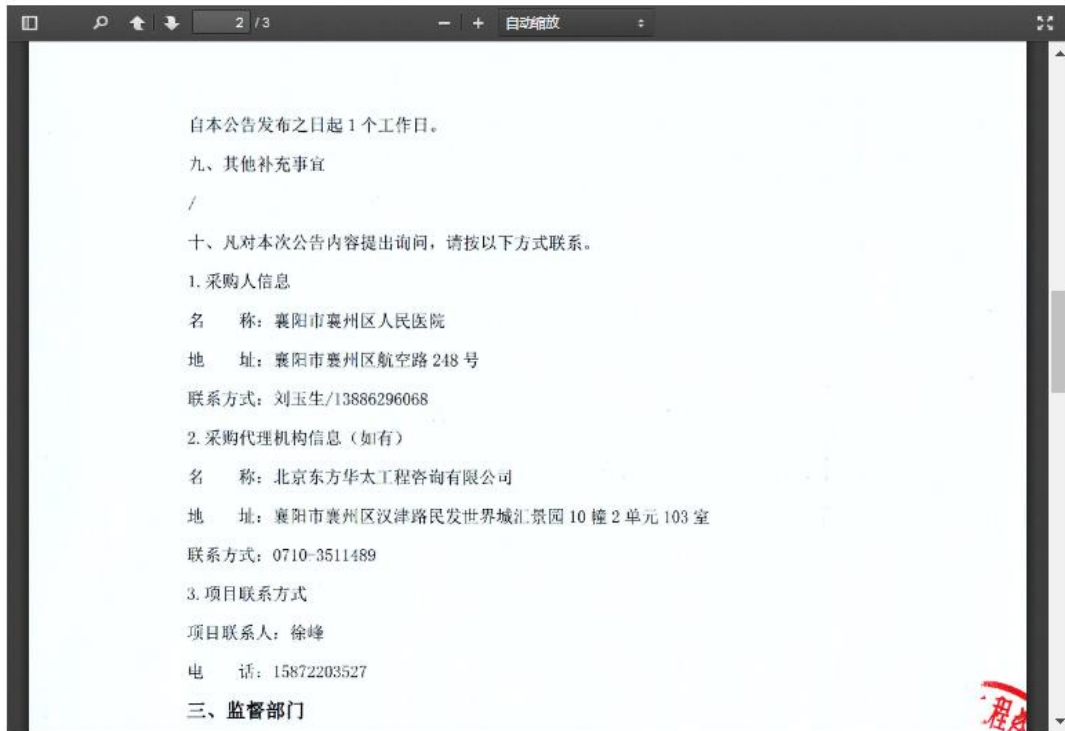 2 / 3
自动缩放
自本公告发布之日起 1 个工作日。
九、其他补充事宜
/
十、凡对本次公告内容提出询问，请按以下方式联系。
1. 采购人信息
名 称：襄阳市襄州区人民医院
地 址：襄阳市襄州区航空路 248 号
联系方式：刘玉生/13886296068
2. 采购代理机构信息（如有）
名 称：北京东方华太工程咨询有限公司
地 址：襄阳市襄州区汉津路民发世界城汇景园 10 幢 2 单元 103 室
联系方式：0710-3511489
3. 项目联系方式
项目联系人：徐峰
电 话：15872203527
三、监督部门
程